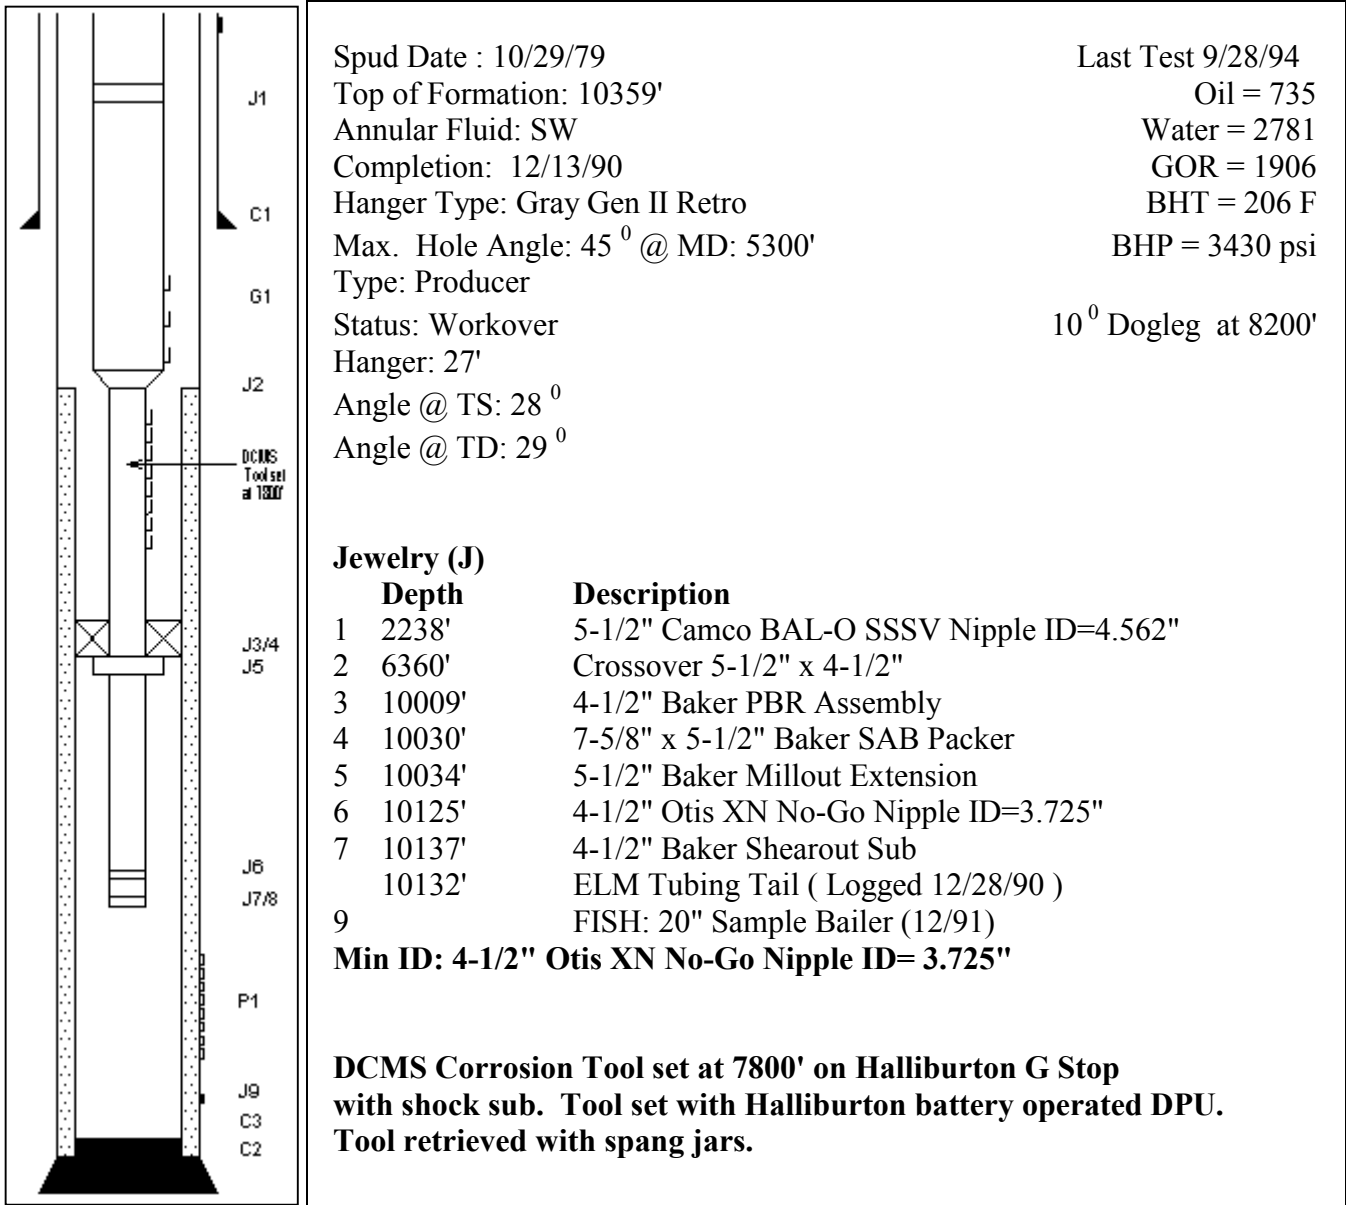 J1
C1
G1
J2
DCMS
Tool set
at 7800'
J3/4
J5
J6
J7/8
P1
J9
C3
C2
Spud Date : 10/29/79 Last Test 9/28/94
Top of Formation: 10359' Oil = 735
Annular Fluid: SW Water = 2781
Completion: 12/13/90 GOR = 1906
Hanger Type: Gray Gen II Retro BHT = 206 F
Max. Hole Angle: 45 ⁰ @ MD: 5300' BHP = 3430 psi
Type: Producer
Status: Workover 10 ⁰ Dogleg at 8200'
Hanger: 27'
Angle @ TS: 28 ⁰
Angle @ TD: 29 ⁰
Jewelry (J)
Depth Description
1 2238' 5-1/2" Camco BAL-O SSSV Nipple ID=4.562"
2 6360' Crossover 5-1/2" x 4-1/2"
3 10009' 4-1/2" Baker PBR Assembly
4 10030' 7-5/8" x 5-1/2" Baker SAB Packer
5 10034' 5-1/2" Baker Millout Extension
6 10125' 4-1/2" Otis XN No-Go Nipple ID=3.725"
7 10137' 4-1/2" Baker Shearout Sub
10132' ELM Tubing Tail ( Logged 12/28/90 )
9 FISH: 20" Sample Bailer (12/91)
Min ID: 4-1/2" Otis XN No-Go Nipple ID= 3.725"
DCMS Corrosion Tool set at 7800' on Halliburton G Stop
with shock sub. Tool set with Halliburton battery operated DPU.
Tool retrieved with spang jars.